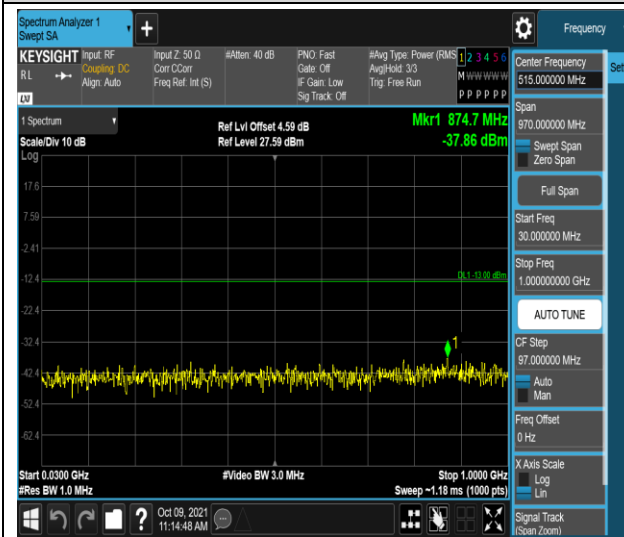 Spectrum Analyzer 1
Swept SA
+
Frequency
KEYSIGHT
RL
LXI
Input: RF
Coupling: DC
Align: Auto
Input Z: 50 Ω
Corr CCorr
Freq Ref: Int (S)
#Atten: 40 dB
PNO: Fast
Gate: Off
IF Gain: Low
Sig Track: Off
#Avg Type: Power (RMS
Avg|Hold: 3/3
Trig: Free Run
1 2 3 4 5 6
M W W W W W
P P P P P P
1 Spectrum
Scale/Div 10 dB
Log
Ref Lvl Offset 4.59 dB
Ref Level 27.59 dBm
Mkr1 874.7 MHz
-37.86 dBm
17.6
7.59
-2.41
-12.4
-22.4
-32.4
-42.4
-52.4
-62.4
DL1 -13.00 dBm
1
Start 0.0300 GHz
#Res BW 1.0 MHz
#Video BW 3.0 MHz
Stop 1.0000 GHz
Sweep ~1.18 ms (1000 pts)
?
Oct 09, 2021
11:14:48 AM
Center Frequency
515.000000 MHz
Set
Span
970.000000 MHz
Swept Span
Zero Span
Full Span
Start Freq
30.000000 MHz
Stop Freq
1.000000000 GHz
AUTO TUNE
CF Step
97.000000 MHz
Auto
Man
Freq Offset
0 Hz
X Axis Scale
Log
Lin
Signal Track
(Span Zoom)